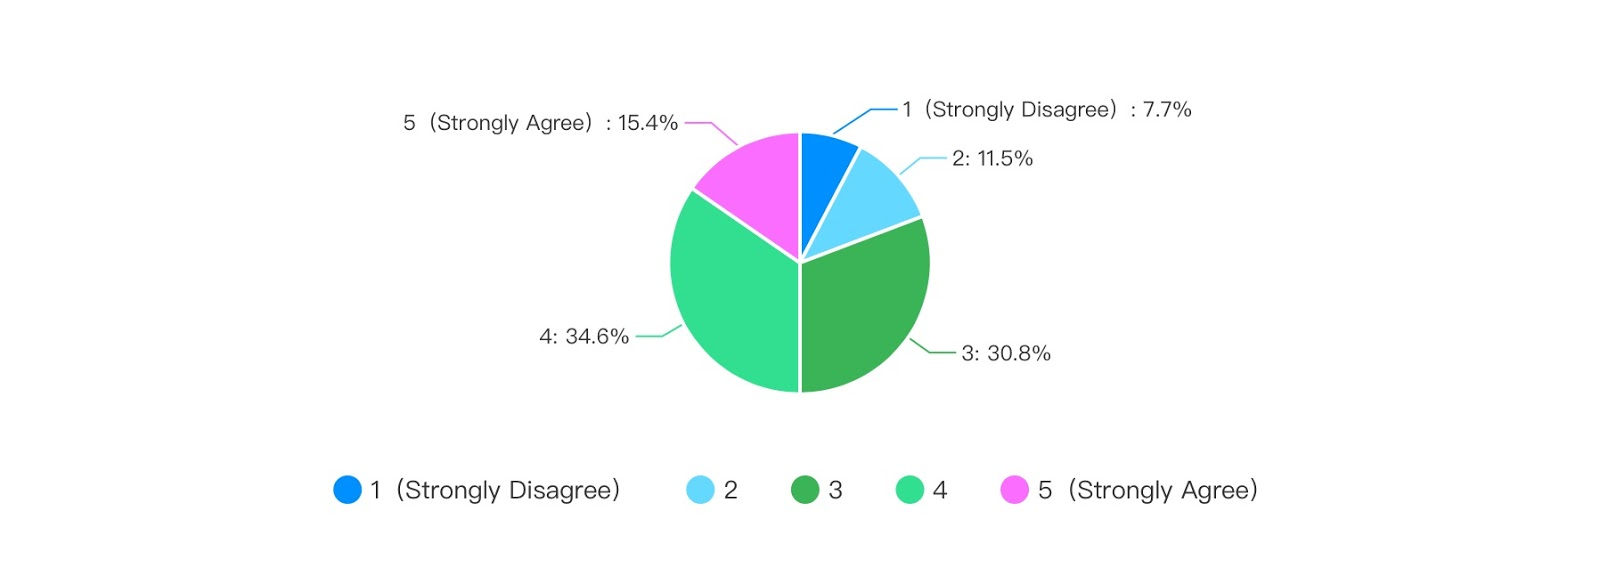 1（Strongly Disagree）: 7.7%
5（Strongly Agree）: 15.4%
2: 11.5%
4: 34.6%
3: 30.8%
1（Strongly Disagree） 2 3 4 5（Strongly Agree）